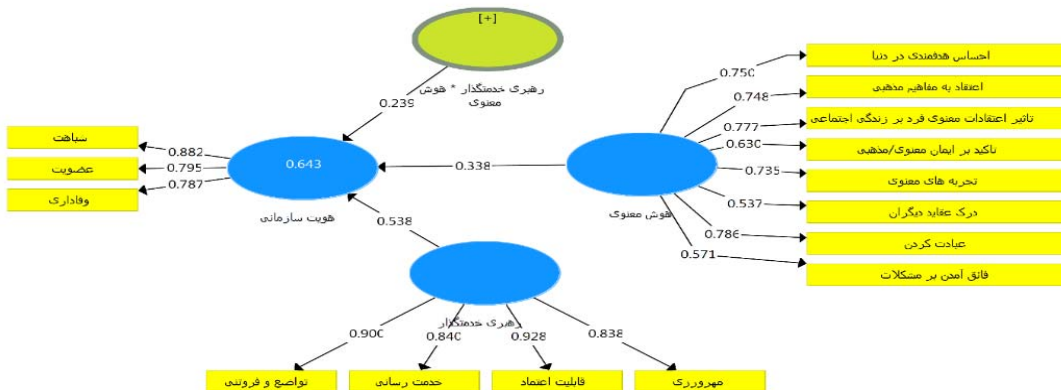 [+]
رهبری خدمتگذار * هوش
معنوی
0.239
احساس هدفمندی در دنیا
0.750
اعتقاد به مفاهیم مذهبی
0.748
تاثیر اعتقادات معنوی فرد بر زندگی اجتماعی
0.777
تاکید بر ایمان معنوی/مذهبی
0.630
تجربه های معنوی
0.735
درک عقاید دیگران
0.537
عبادت کردن
0.786
فائق آمدن بر مشکلات
0.571
هوش معنوی
0.338
شباهت
0.882
عضویت
0.795
وفاداری
0.787
0.643
هویت سازمانی
0.538
رهبری خدمتگذار
0.900
0.840
0.928
0.838
تواضع و فروتنی
خدمت رسانی
قابلیت اعتماد
مهرورزی